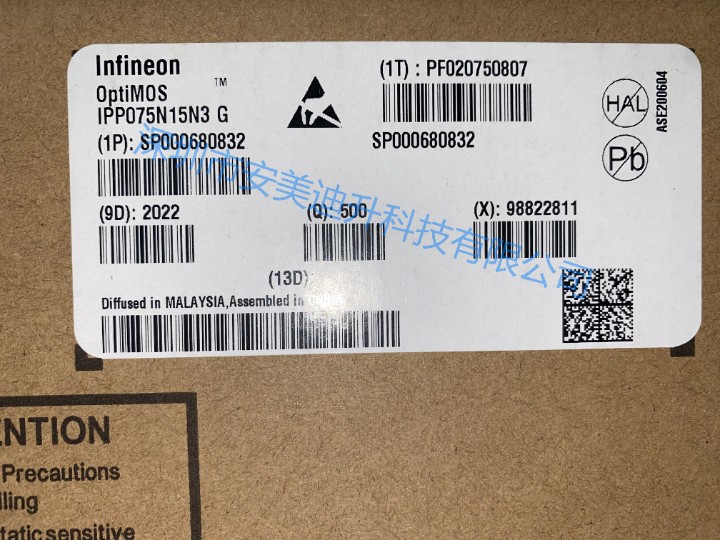 Infineon
OptiMOS ™
IPP075N15N3 G
(1T) : PF020750807
(1P): SP000680832
SP000680832
HAL
Pb
ASE200604
(9D): 2022
(Q): 500
(X): 98822811
(13D)
Diffused in MALAYSIA,Assembled in
深圳市安美迪升科技有限公司
ENTION
Precautions
lling
tatic sensitive